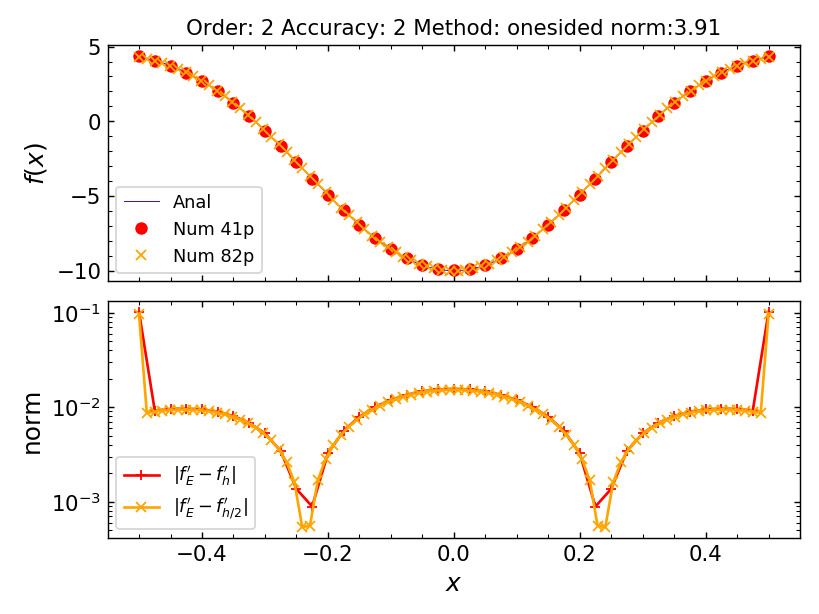 Order: 2 Accuracy: 2 Method: onesided norm:3.91
5
0
−5
−10
f(x)
Anal
Num 41p
Num 82p
10⁻¹
10⁻²
10⁻³
norm
|f′_E − f′_h|
|f′_E − f′_{h/2}|
−0.4
−0.2
0.0
0.2
0.4
x